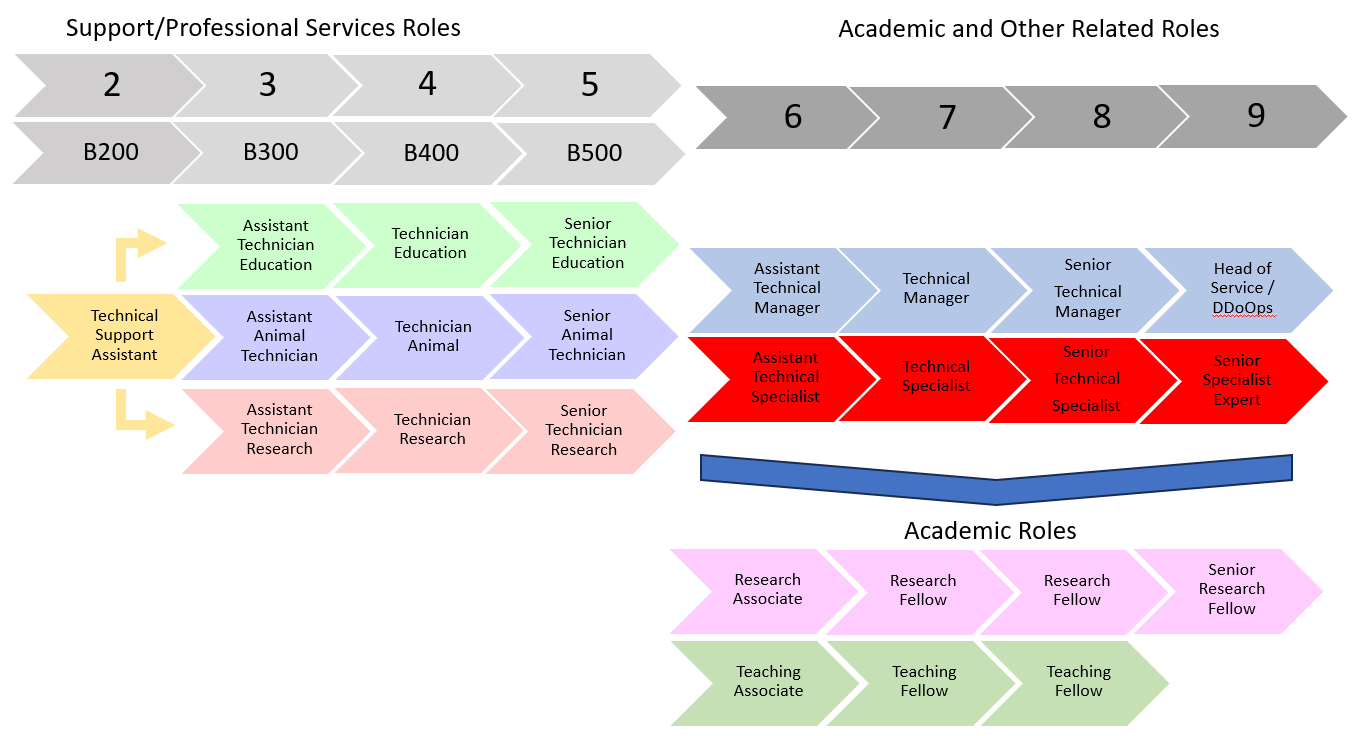 Support/Professional Services Roles
Academic and Other Related Roles
2
3
4
5
6
7
8
9
B200
B300
B400
B500
Assistant
Technician
Education
Technician
Education
Senior
Technician
Education
Technical
Support
Assistant
Assistant
Animal
Technician
Technician
Animal
Senior
Animal
Technician
Assistant
Technician
Research
Technician
Research
Senior
Technician
Research
Assistant
Technical
Manager
Technical
Manager
Senior
Technical
Manager
Head of
Service /
DDoOps
Assistant
Technical
Specialist
Technical
Specialist
Senior
Technical
Specialist
Senior
Specialist
Expert
Academic Roles
Research
Associate
Research
Fellow
Research
Fellow
Senior
Research
Fellow
Teaching
Associate
Teaching
Fellow
Teaching
Fellow